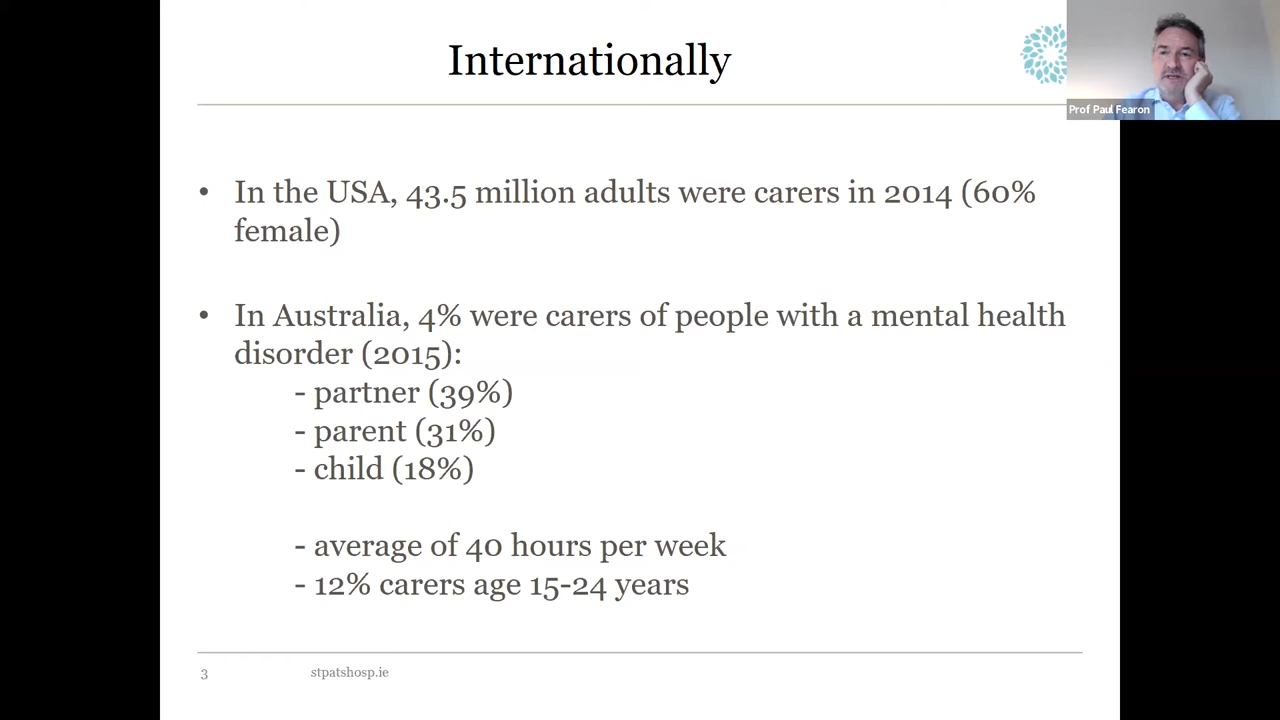 Internationally
Prof Paul Fearon
• In the USA, 43.5 million adults were carers in 2014 (60%
female)
• In Australia, 4% were carers of people with a mental health
disorder (2015):
- partner (39%)
- parent (31%)
- child (18%)
- average of 40 hours per week
- 12% carers age 15-24 years
3
stpatshosp.ie